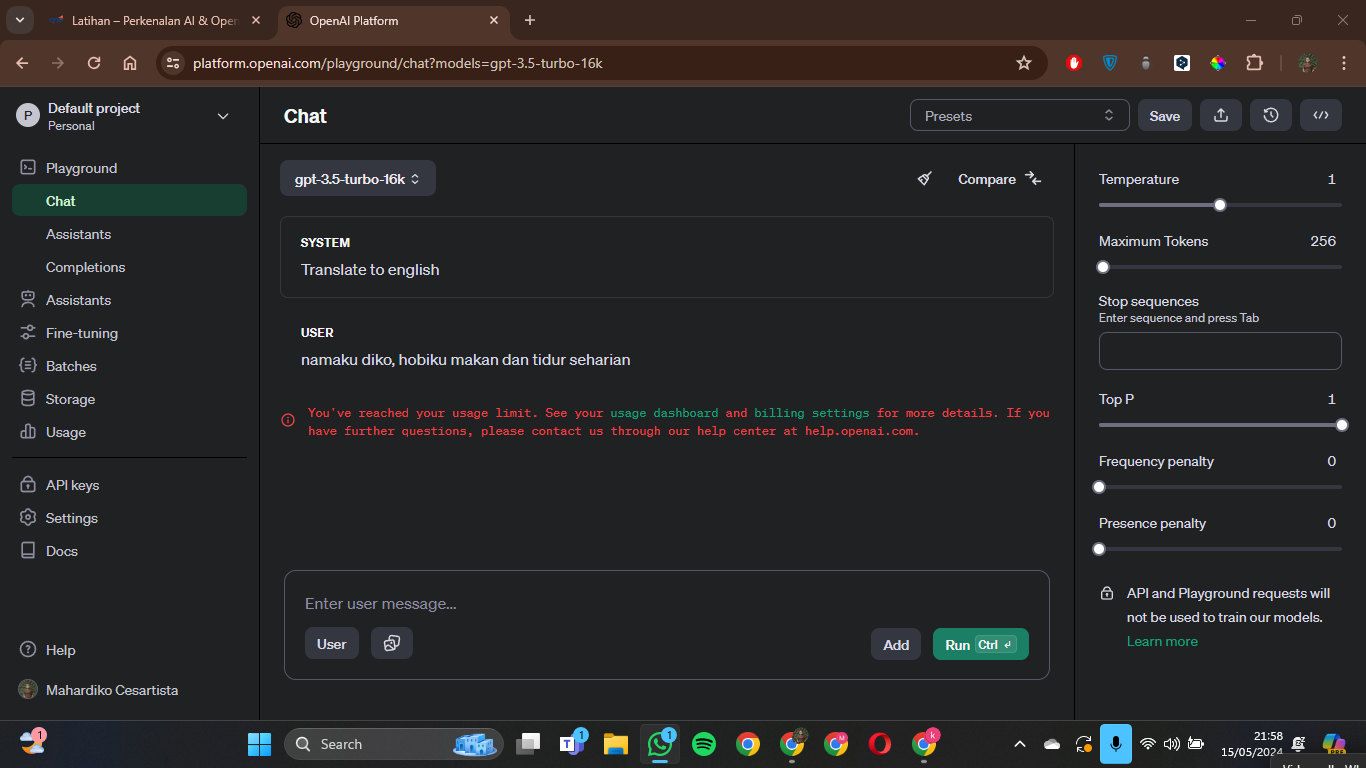 Latihan – Perkenalan AI & Open
OpenAI Platform
platform.openai.com/playground/chat?models=gpt-3.5-turbo-16k
P
Default project
Personal
Chat
Presets
Save
Playground
Chat
Assistants
Completions
Assistants
Fine-tuning
Batches
Storage
Usage
API keys
Settings
Docs
Help
Mahardiko Cesartista
gpt-3.5-turbo-16k
Compare
SYSTEM
Translate to english
USER
namaku diko, hobiku makan dan tidur seharian
You've reached your usage limit. See your usage dashboard and billing settings for more details. If you
have further questions, please contact us through our help center at help.openai.com.
Enter user message...
User
Add
Run Ctrl ↵
Temperature 1
Maximum Tokens 256
Stop sequences
Enter sequence and press Tab
Top P 1
Frequency penalty 0
Presence penalty 0
API and Playground requests will
not be used to train our models.
Learn more
1
Search
1
1
M
k
21:58
15/05/2024
PRE